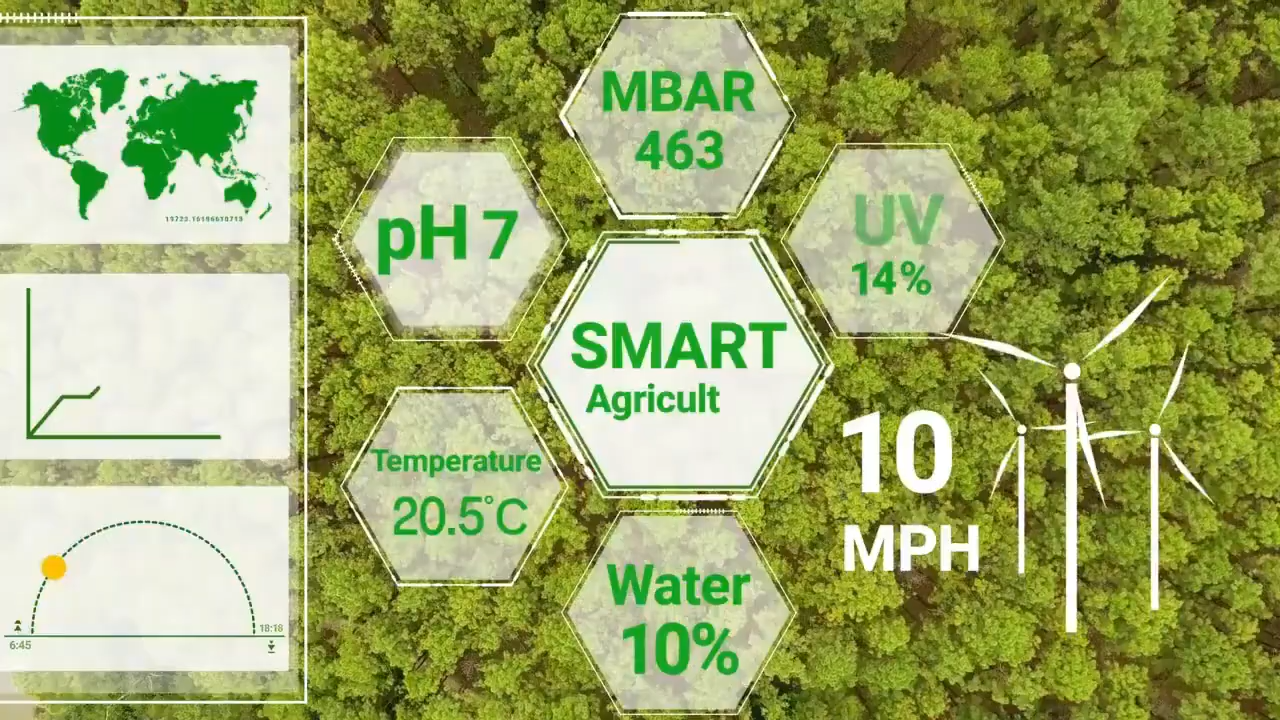 MBAR
463
pH 7
UV
14%
SMART
Agricult
Temperature
20.5°C
10
MPH
Water
10%
18:18
6:45